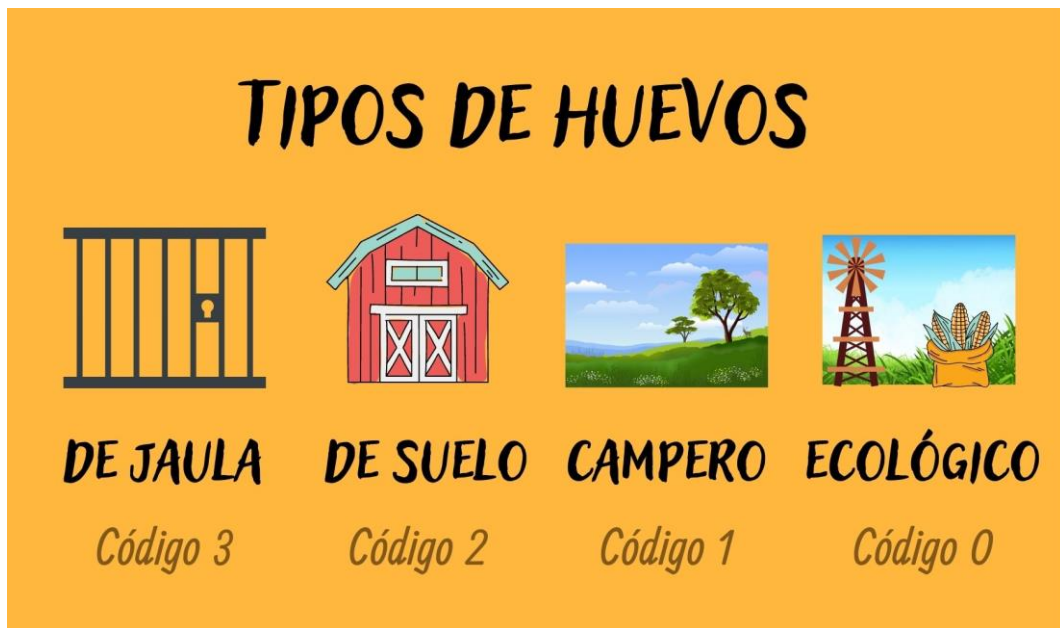 TIPOS DE HUEVOS
DE JAULA
DE SUELO
CAMPERO
ECOLÓGICO
Código 3
Código 2
Código 1
Código 0